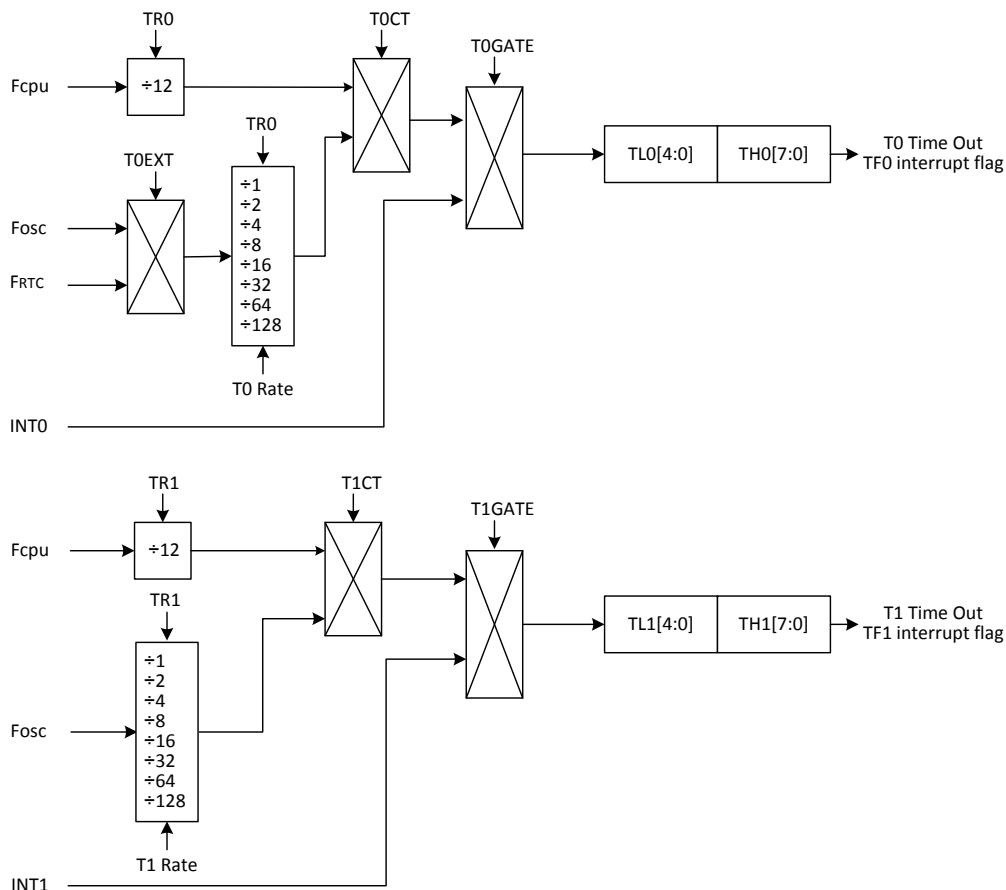 TR0
T0CT
T0GATE
Fcpu
÷12
TR0
T0EXT
÷1
÷2
÷4
÷8
÷16
÷32
÷64
÷128
Fosc
FRTC
TL0[4:0]
TH0[7:0]
T0 Time Out
TF0 interrupt flag
T0 Rate
INT0
TR1
T1CT
T1GATE
Fcpu
÷12
TR1
÷1
÷2
÷4
÷8
÷16
÷32
÷64
÷128
Fosc
TL1[4:0]
TH1[7:0]
T1 Time Out
TF1 interrupt flag
T1 Rate
INT1